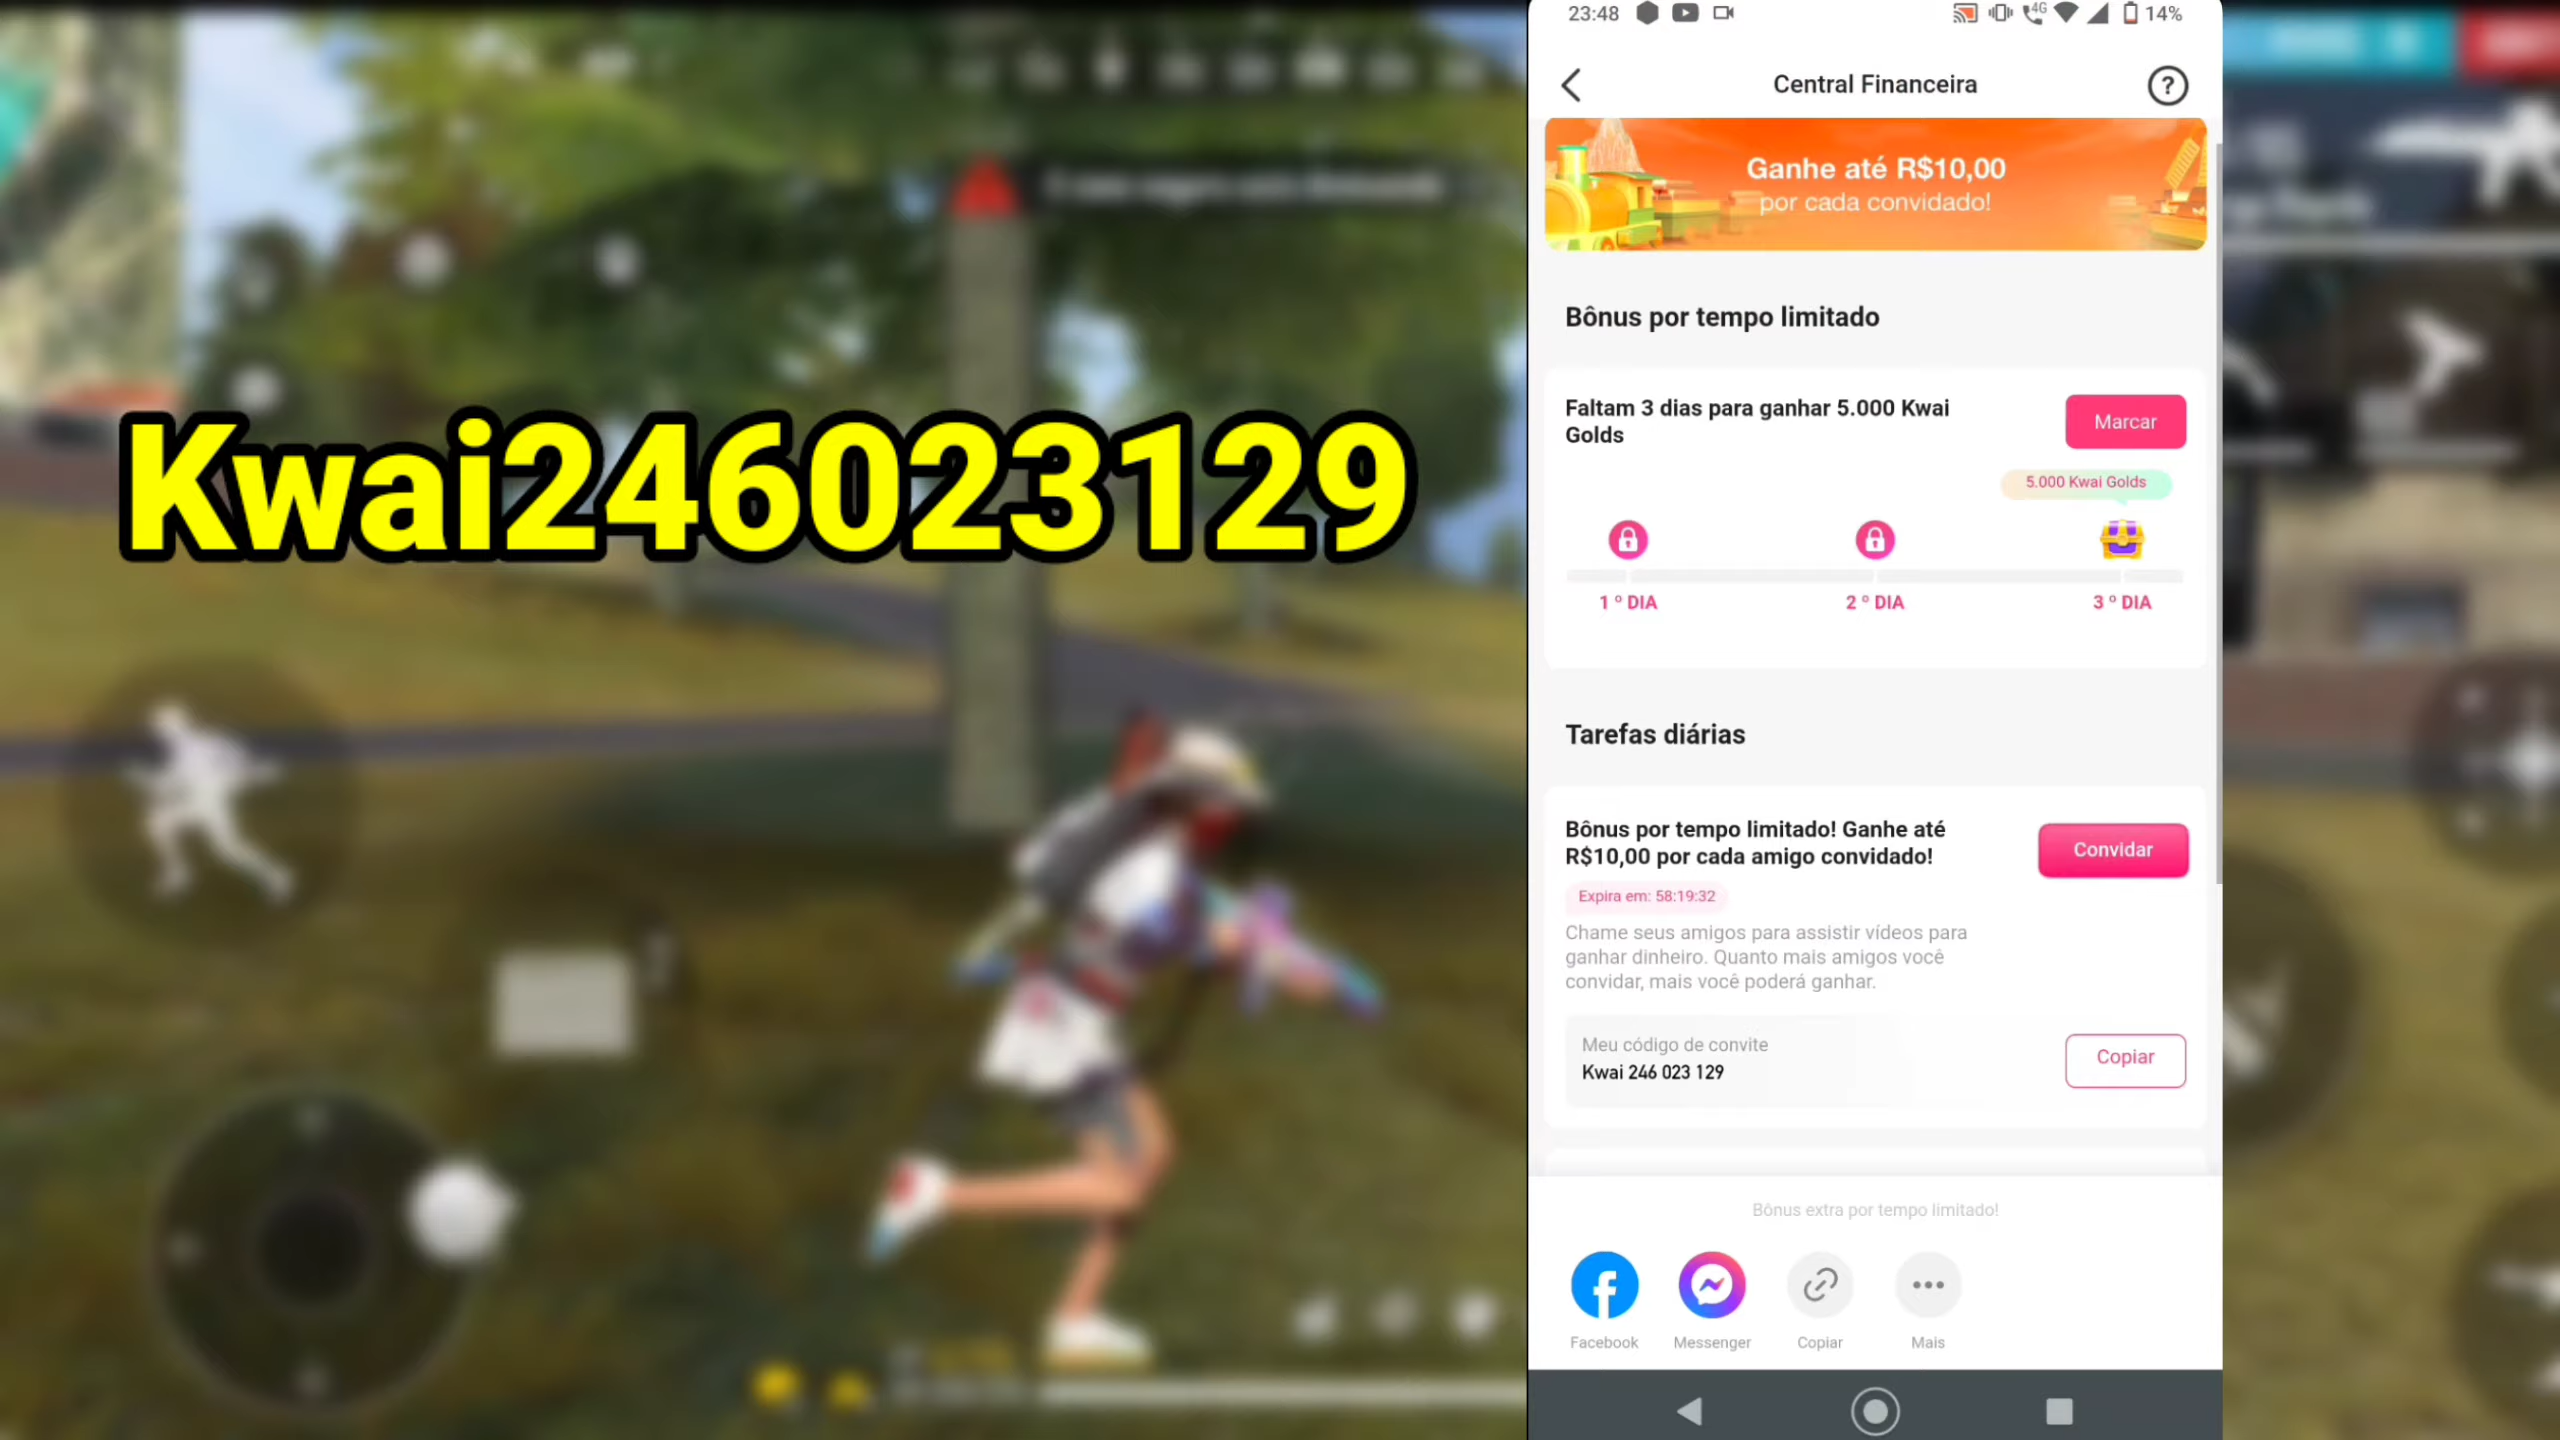 Kwai246023129
23:48
4G
14%
Central Financeira
?
Ganhe até R$10,00
por cada convidado!
Bônus por tempo limitado
Faltam 3 dias para ganhar 5.000 Kwai
Golds
Marcar
5.000 Kwai Golds
1 º DIA
2 º DIA
3 º DIA
Tarefas diárias
Bônus por tempo limitado! Ganhe até
R$10,00 por cada amigo convidado!
Convidar
Expira em: 58:19:32
Chame seus amigos para assistir vídeos para
ganhar dinheiro. Quanto mais amigos você
convidar, mais você poderá ganhar.
Meu código de convite
Kwai 246 023 129
Copiar
Bônus extra por tempo limitado!
Facebook
Messenger
Copiar
Mais